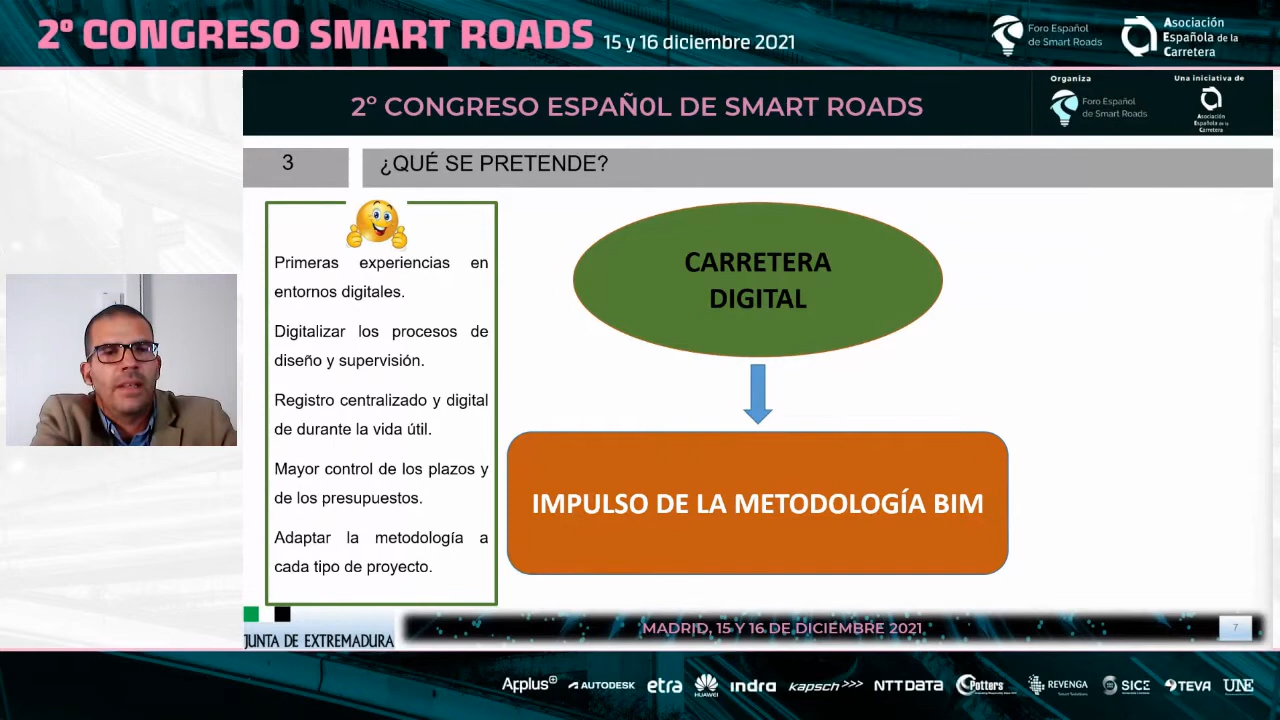 2º CONGRESO SMART ROADS 15 y 16 diciembre 2021
Foro Español
de Smart Roads
Asociación
Española de la
Carretera
2º CONGRESO ESPAÑ0L DE SMART ROADS
Organiza
Foro Español
de Smart Roads
Una iniciativa de
Asociación
Española de la
Carretera
3
¿QUÉ SE PRETENDE?
Primeras experiencias en
entornos digitales.
Digitalizar los procesos de
diseño y supervisión.
Registro centralizado y digital
de durante la vida útil.
Mayor control de los plazos y
de los presupuestos.
Adaptar la metodología a
cada tipo de proyecto.
CARRETERA
DIGITAL
IMPULSO DE LA METODOLOGÍA BIM
JUNTA DE EXTREMADURA
MADRID, 15 Y 16 DE DICIEMBRE 2021
7
Applus+ AUTODESK etra HUAWEI indra kapsch >>> NTT DATA Potters REVENGA SICE TEVA UNE